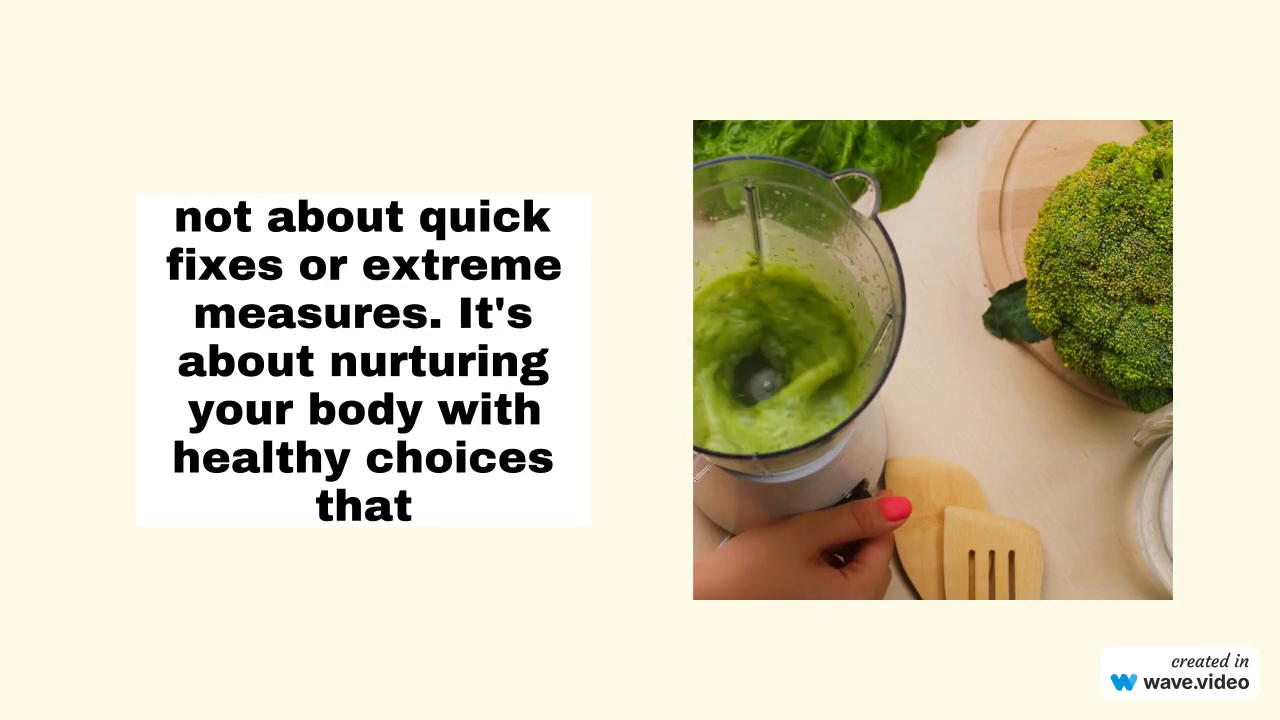 not about quick
fixes or extreme
measures. It's
about nurturing
your body with
healthy choices
that
created in
wave.video